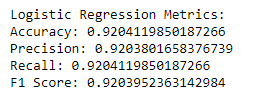 Logistic Regression Metrics:
Accuracy: 0.9204119850187266
Precision: 0.9203801658376739
Recall: 0.9204119850187266
F1 Score: 0.9203952363142984